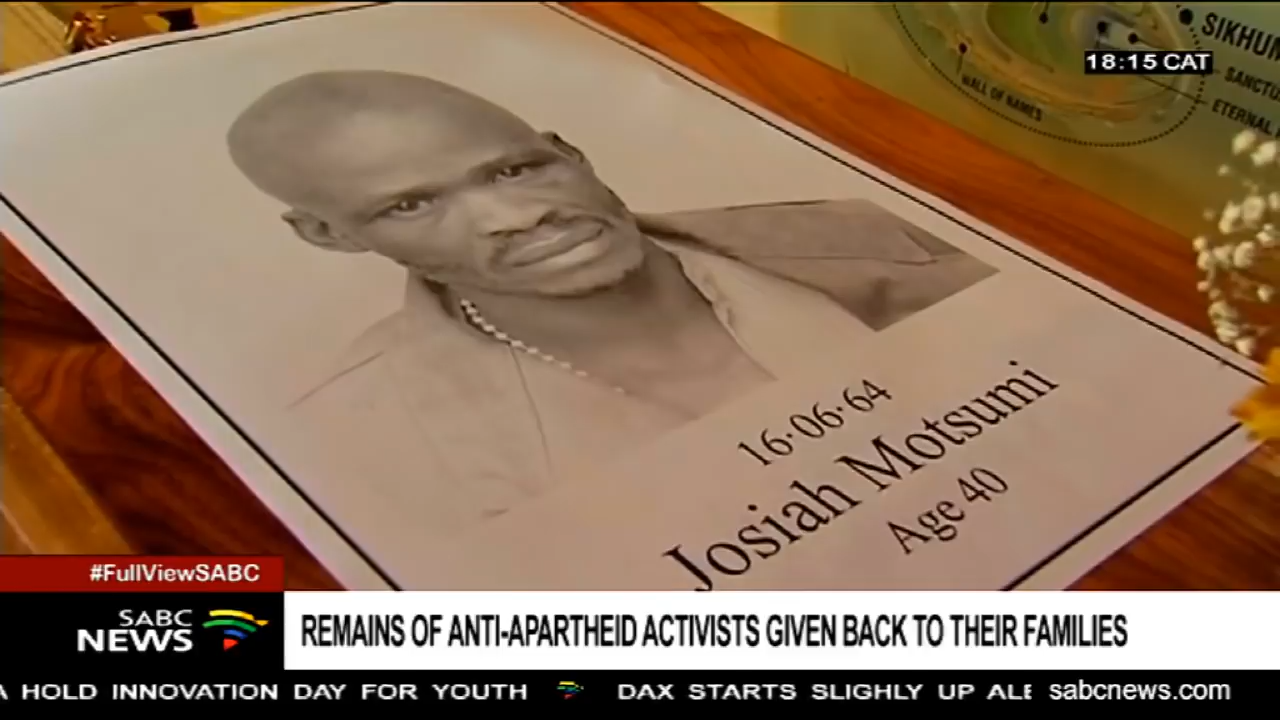 18:15 CAT
SIKHUM
SANCTU
WALL OF NAMES
ETERNAL
16·06·64
Josiah Motsumi
Age 40
#FullViewSABC
SABC
NEWS
REMAINS OF ANTI-APARTHEID ACTIVISTS GIVEN BACK TO THEIR FAMILIES
A HOLD INNOVATION DAY FOR YOUTH DAX STARTS SLIGHLY UP ALE sabcnews.com